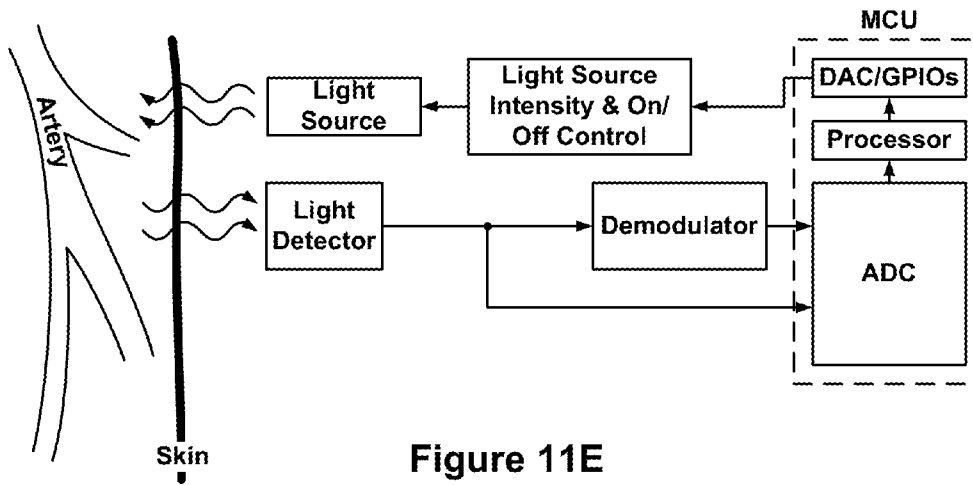 MCU
Artery
Light
Source
Light Source
Intensity & On/
Off Control
DAC/GPIOs
Processor
Light
Detector
Demodulator
ADC
Skin
Figure 11E